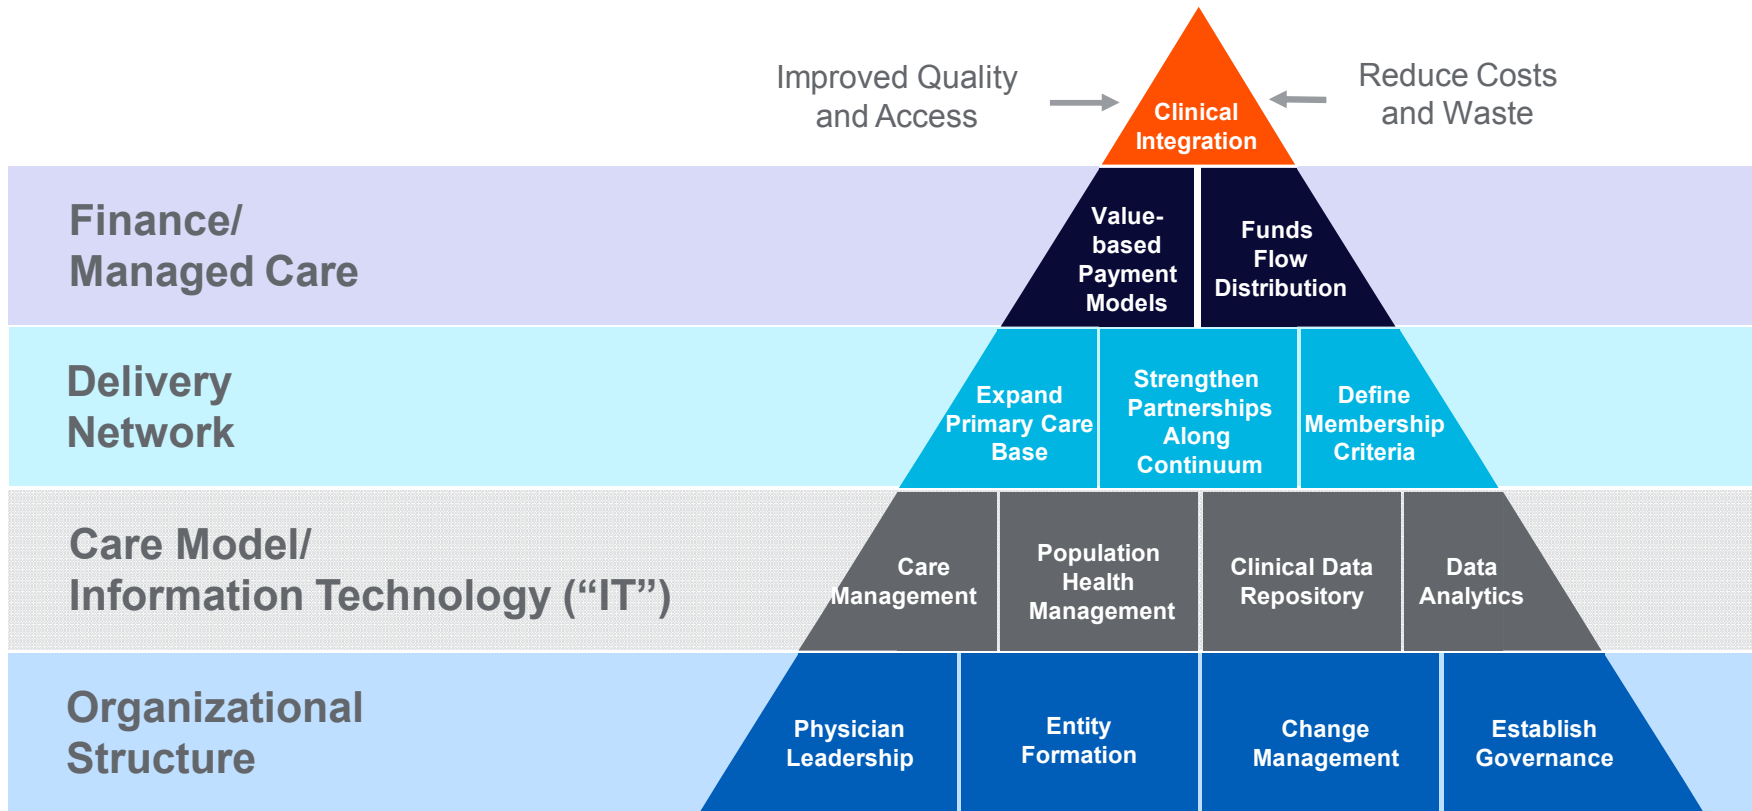 Improved Quality
and Access
Reduce Costs
and Waste
Clinical
Integration
Finance/
Managed Care
Value-
based
Payment
Models
Funds
Flow
Distribution
Delivery
Network
Expand
Primary Care
Base
Strengthen
Partnerships
Along
Continuum
Define
Membership
Criteria
Care Model/
Information Technology (“IT”)
Care
Management
Population
Health
Management
Clinical Data
Repository
Data
Analytics
Organizational
Structure
Physician
Leadership
Entity
Formation
Change
Management
Establish
Governance